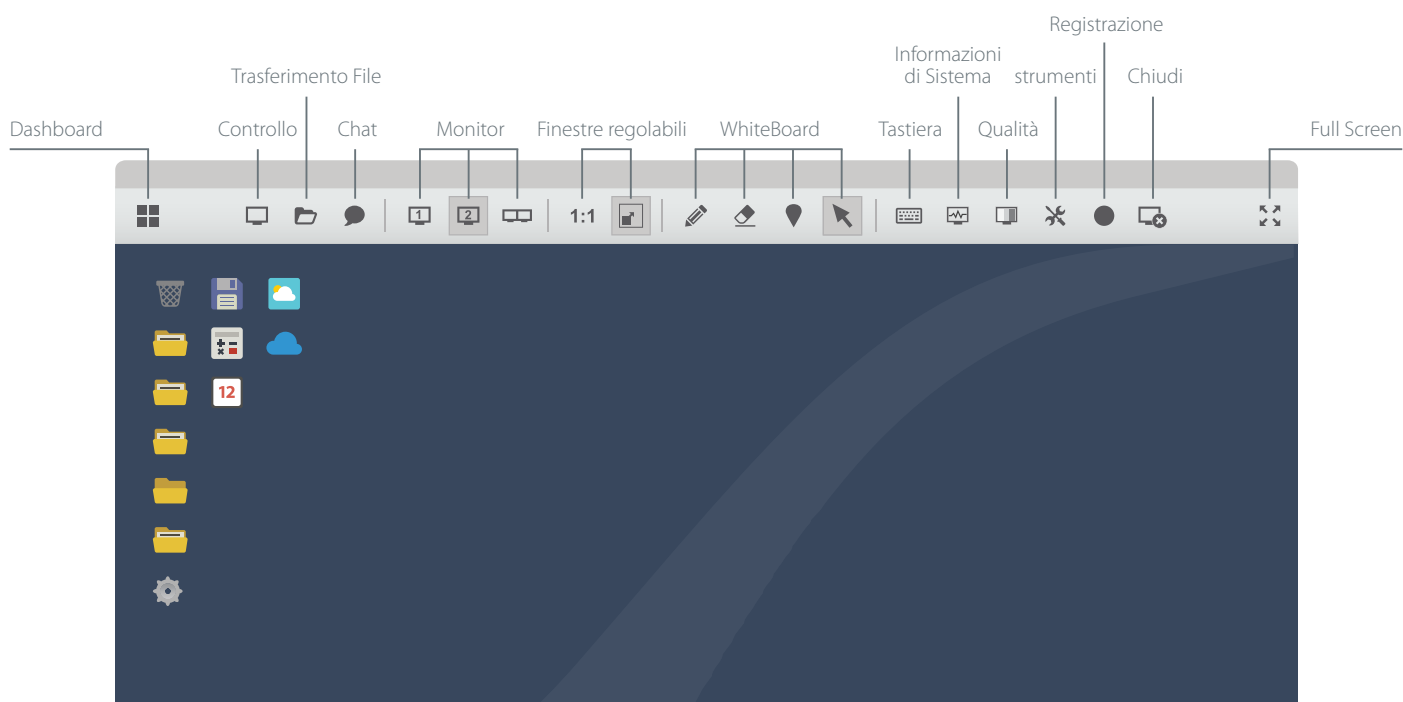 Registrazione
Informazioni
di Sistema
Trasferimento File
strumenti
Chiudi
Dashboard
Controllo
Chat
Monitor
Finestre regolabili
WhiteBoard
Tastiera
Qualità
Full Screen
1
2
1:1
12